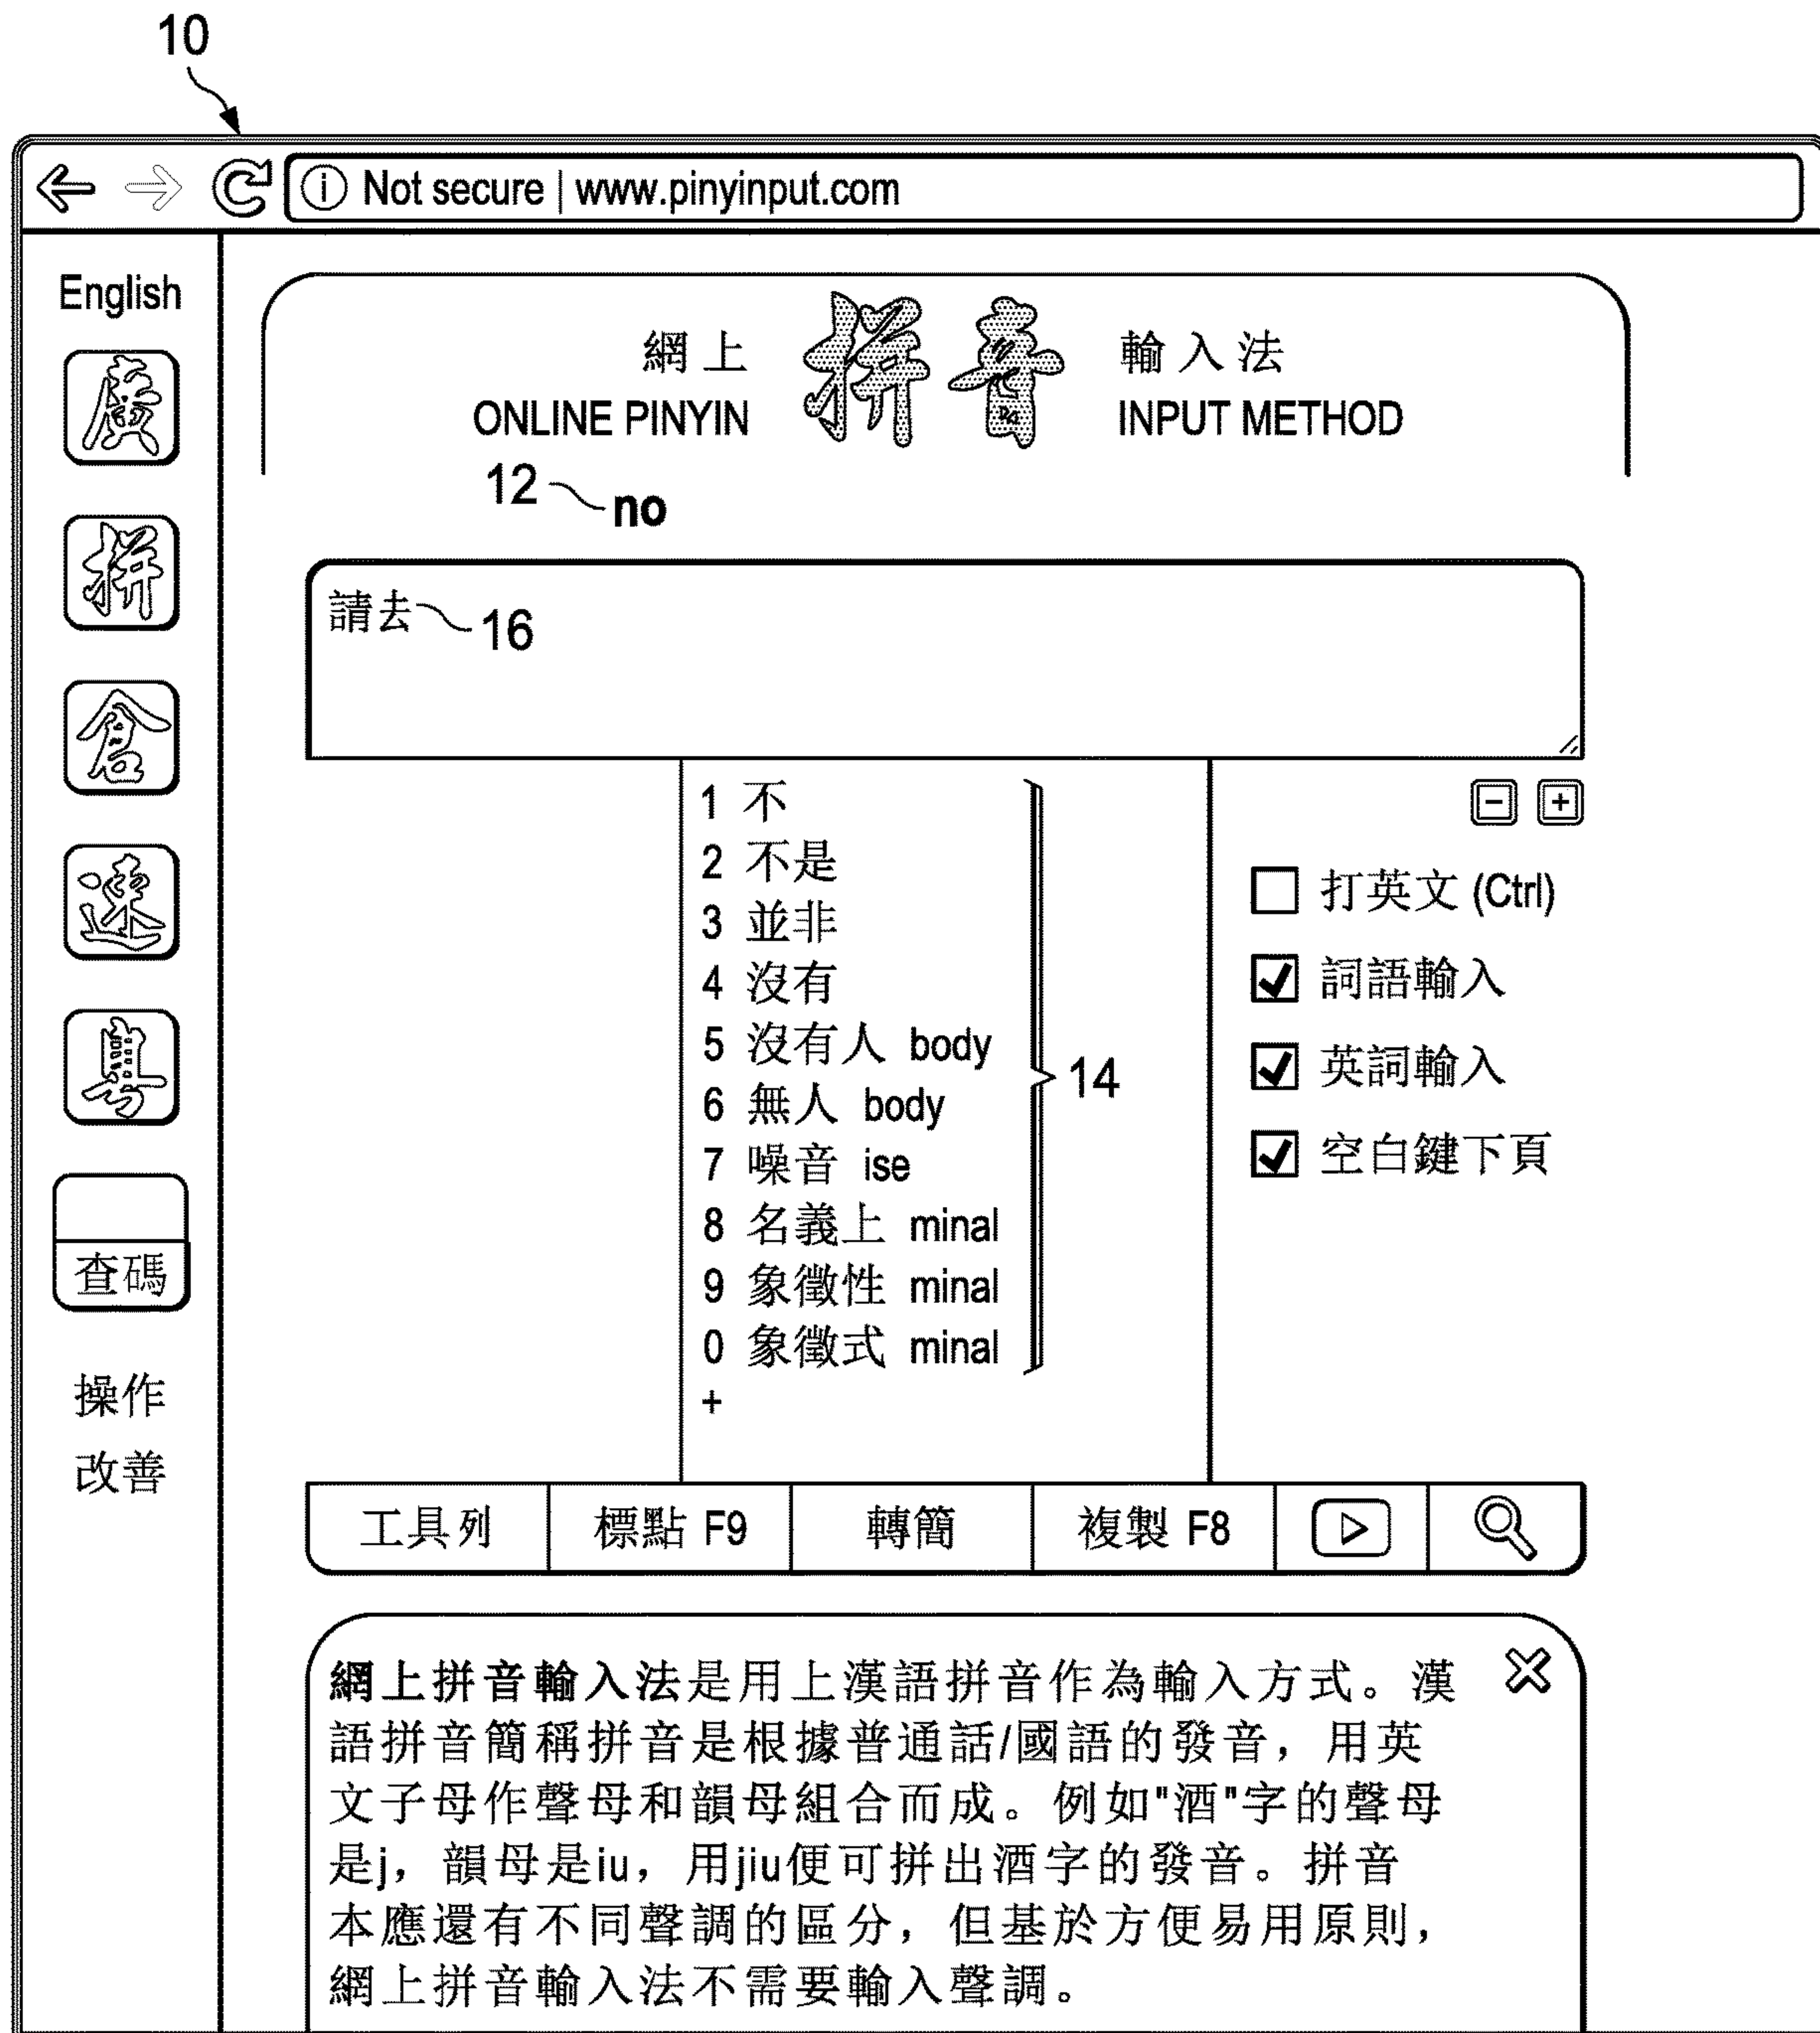 10
Not secure | www.pinyinput.com
English
廣
拼
倉
速
粵
查碼
操作
改善
網上 拼音 輸入法
ONLINE PINYIN INPUT METHOD
12 no
請去 16
1 不
2 不是
3 並非
4 沒有
5 沒有人 body
6 無人 body
7 噪音 ise
8 名義上 minal
9 象徵性 minal
0 象徵式 minal
+
14
打英文 (Ctrl)
詞語輸入
英詞輸入
空白鍵下頁
工具列 標點 F9 轉簡 複製 F8
網上拼音輸入法是用上漢語拼音作為輸入方式。漢
語拼音簡稱拼音是根據普通話/國語的發音，用英
文子母作聲母和韻母組合而成。例如"酒"字的聲母
是j，韻母是iu，用jiu便可拼出酒字的發音。拼音
本應還有不同聲調的區分，但基於方便易用原則，
網上拼音輸入法不需要輸入聲調。